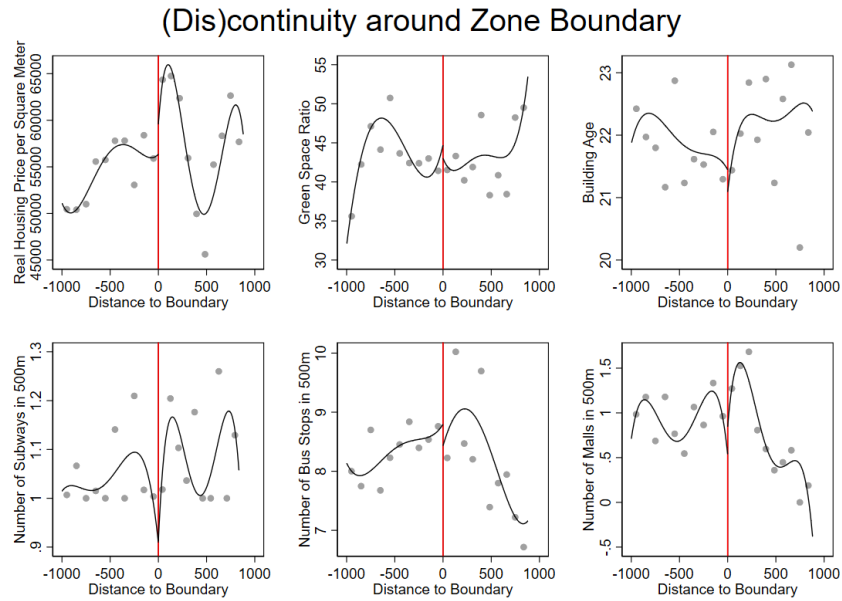 (Dis)continuity around Zone Boundary
Real Housing Price per Square Meter
45000 50000 55000 60000 65000
-1000 -500 0 500 1000
Distance to Boundary
Green Space Ratio
30 35 40 45 50 55
-1000 -500 0 500 1000
Distance to Boundary
Building Age
20 21 22 23
-1000 -500 0 500 1000
Distance to Boundary
Number of Subways in 500m
.9 1 1.1 1.2 1.3
-1000 -500 0 500 1000
Distance to Boundary
Number of Bus Stops in 500m
7 8 9 10
-1000 -500 0 500 1000
Distance to Boundary
Number of Malls in 500m
-.5 0 .5 1 1.5
-1000 -500 0 500 1000
Distance to Boundary